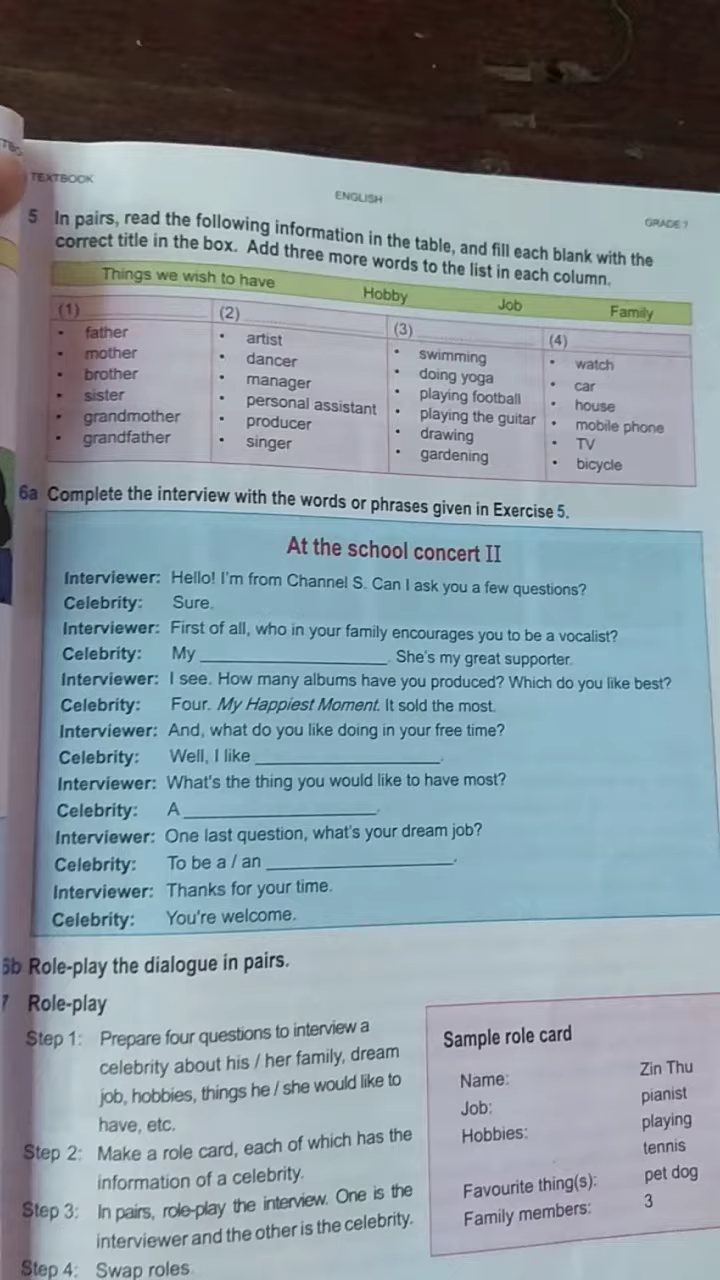 TEXTBOOK
ENGLISH
GRADE 7
5 In pairs, read the following information in the table, and fill each blank with the
correct title in the box. Add three more words to the list in each column.
Things we wish to have Hobby Job Family
(1)
• father
• mother
• brother
• sister
• grandmother
• grandfather
(2)
• artist
• dancer
• manager
• personal assistant
• producer
• singer
(3)
• swimming
• doing yoga
• playing football
• playing the guitar
• drawing
• gardening
(4)
• watch
• car
• house
• mobile phone
• TV
• bicycle
6a Complete the interview with the words or phrases given in Exercise 5.
At the school concert II
Interviewer: Hello! I'm from Channel S. Can I ask you a few questions?
Celebrity: Sure.
Interviewer: First of all, who in your family encourages you to be a vocalist?
Celebrity: My ____________________. She's my great supporter.
Interviewer: I see. How many albums have you produced? Which do you like best?
Celebrity: Four. My Happiest Moment. It sold the most.
Interviewer: And, what do you like doing in your free time?
Celebrity: Well, I like ____________________.
Interviewer: What's the thing you would like to have most?
Celebrity: A ____________________.
Interviewer: One last question, what's your dream job?
Celebrity: To be a / an ____________________.
Interviewer: Thanks for your time.
Celebrity: You're welcome.
6b Role-play the dialogue in pairs.
7 Role-play
Step 1: Prepare four questions to interview a
celebrity about his / her family, dream
job, hobbies, things he / she would like to
have, etc.
Step 2: Make a role card, each of which has the
information of a celebrity.
Step 3: In pairs, role-play the interview. One is the
interviewer and the other is the celebrity.
Step 4: Swap roles.
Sample role card
Name: Zin Thu
Job: pianist
Hobbies: playing
tennis
Favourite thing(s): pet dog
Family members: 3